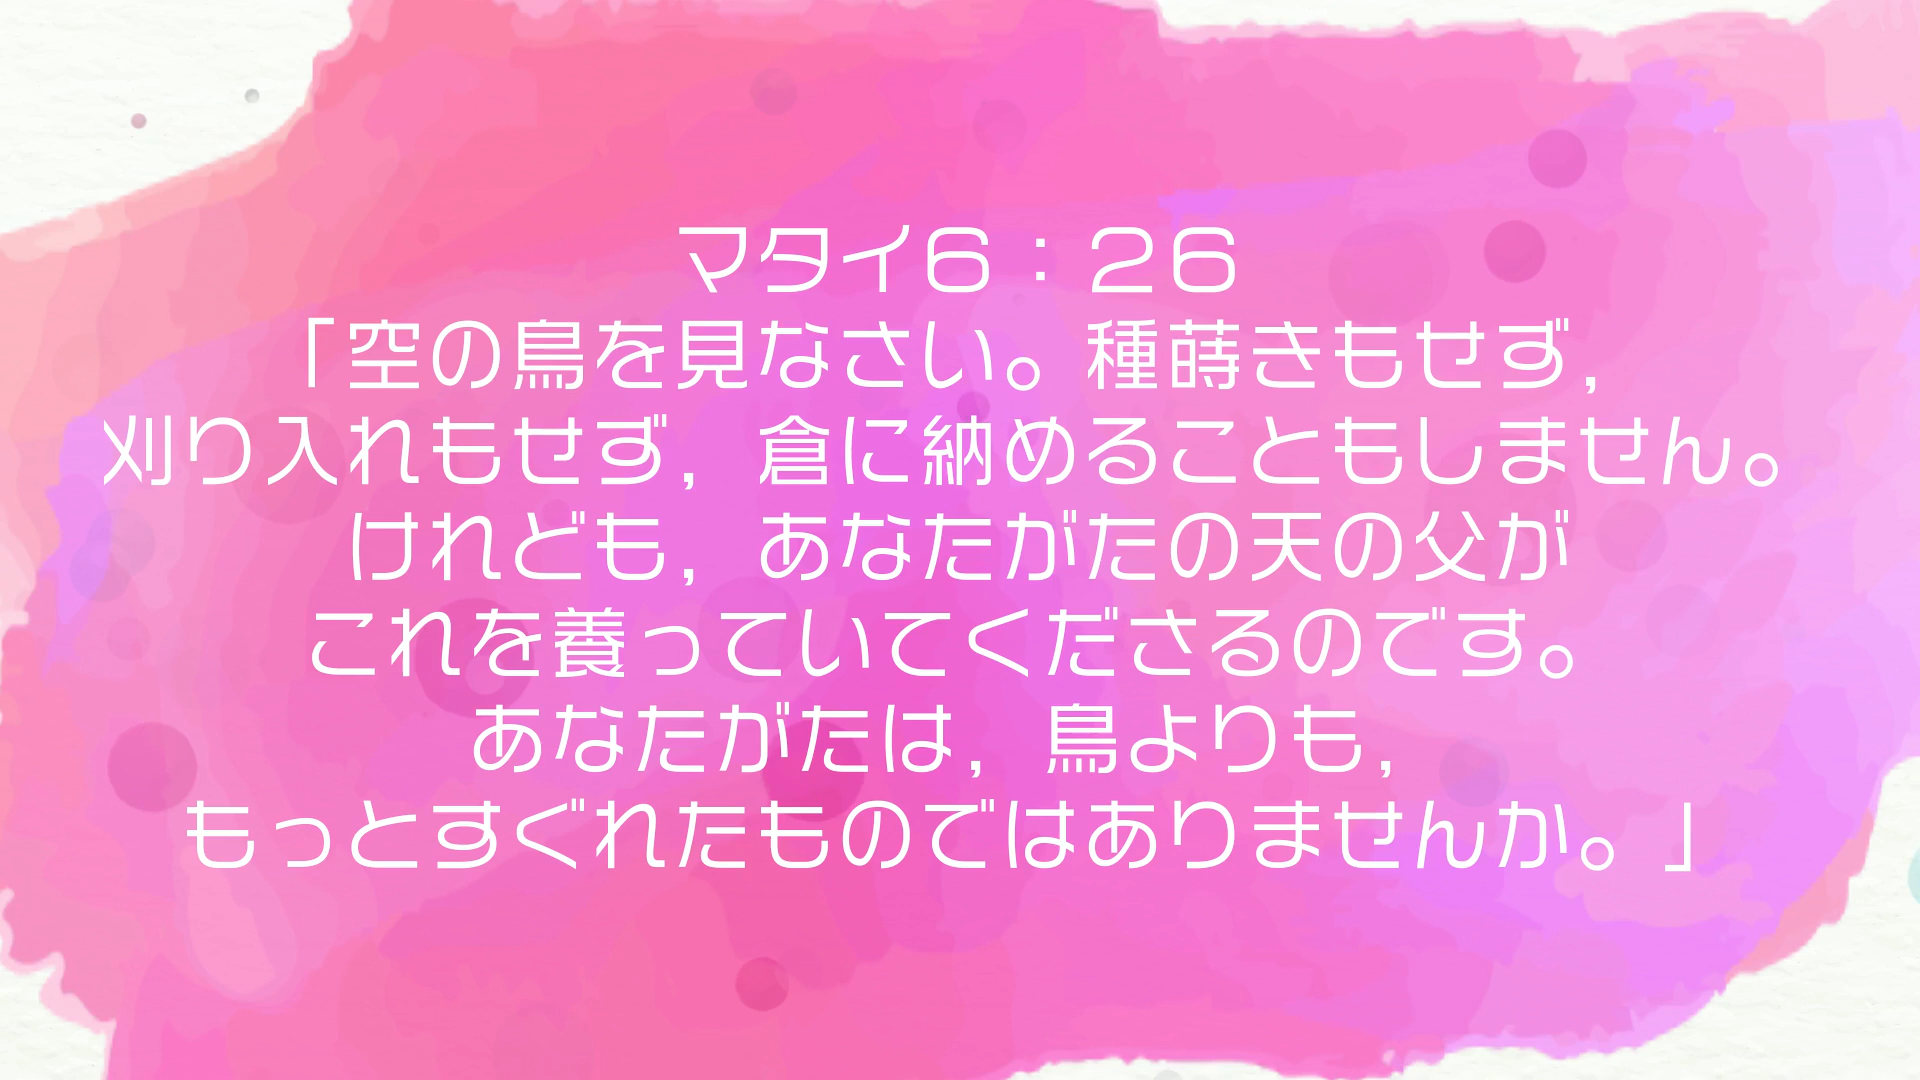 マタイ６：２６
「空の鳥を見なさい。種蒔きもせず，
刈り入れもせず，倉に納めることもしません。
けれども，あなたがたの天の父が
これを養っていてくださるのです。
あなたがたは，鳥よりも，
もっとすぐれたものではありませんか。」